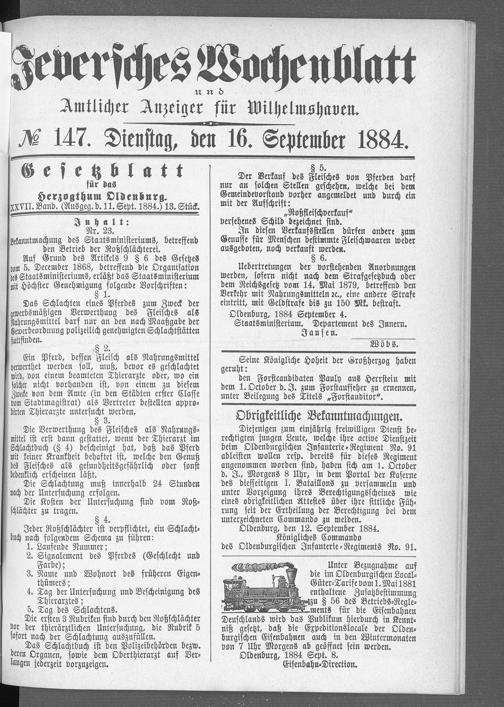 Jeversches Wochenblatt
und
Amtlicher Anzeiger für Wilhelmshaven.
№ 147. Dienstag, den 16. September 1884.
Gesetzblatt
für das
Herzogthum Oldenburg.
XXVII. Band. (Ausgeg. d. 11. Sept. 1884.) 13. Stück.
Inhalt:
Nr. 23.
Bekanntmachung des Staatsministeriums, betreffend
den Betrieb der Roßschlächterei.
Auf Grund des Artikels 9 § 6 des Gesetzes
vom 5. December 1868, betreffend die Organisation
des Staatsministeriums, erläßt das Staatsministerium
mit Höchster Genehmigung folgende Vorschriften:
§ 1.
Das Schlachten eines Pferdes zum Zweck der
gewerbsmäßigen Verwerthung des Fleisches als
Nahrungsmittel darf nur an den nach Maaßgabe der
Gewerbeordnung polizeilich genehmigten Schlachtstätten
stattfinden.
§ 2.
Ein Pferd, dessen Fleisch als Nahrungsmittel
verwerthet werden soll, muß, bevor es geschlachtet
wird, von einem beamteten Thierarzte oder, wo ein
solcher nicht vorhanden ist, von einem zu diesem
Zwecke von dem Amte (in den Städten erster Classe
vom Stadtmagistrat) als Vertreter bestellten appro-
birten Thierarzte untersucht werden.
§ 3.
Die Verwerthung des Fleisches als Nahrungs-
mittel ist erst dann gestattet, wenn der Thierarzt im
Schlachtbuch (§ 4) bescheinigt hat, daß das Pferd
mit keiner Krankheit behaftet ist, welche den Genuß
des Fleisches als gesundheitsgefährlich oder sonst
bedenklich erscheinen läßt.
Die Schlachtung muß innerhalb 24 Stunden
nach der Untersuchung erfolgen.
Die Kosten der Untersuchung sind vom Roß-
schlächter zu tragen.
§ 4.
Jeder Roßschlächter ist verpflichtet, ein Schlacht-
buch nach folgendem Schema zu führen:
1. Laufende Nummer;
2. Signalement des Pferdes (Geschlecht und
Farbe);
3. Name und Wohnort des früheren Eigen-
thümers;
4. Tag der Untersuchung und Bescheinigung des
Thierarztes;
5. Tag des Schlachtens.
Die ersten 3 Rubriken sind durch den Roßschlächter
vor der thierärztlichen Untersuchung, die Rubrik 5
sofort nach der Schlachtung auszufüllen.
Das Schlachtbuch ist den Polizeibehörden bezw.
deren Organen, sowie dem Oberthierarzt auf Ver-
langen jederzeit vorzuzeigen.
§ 5.
Der Verkauf des Fleisches von Pferden darf
nur an solchen Stellen geschehen, welche bei dem
Gemeindevorstand vorher angemeldet und durch ein
mit der Aufschrift:
„Roßfleischverkauf“
versehenes Schild bezeichnet sind.
In diesen Verkaufsstellen dürfen andere zum
Genusse für Menschen bestimmte Fleischwaaren weder
ausgeboten, noch verkauft werden.
§ 6.
Uebertretungen der vorstehenden Anordnungen
werden, sofern nicht nach dem Strafgesetzbuch oder
dem Reichsgesetz vom 14. Mai 1879, betreffend den
Verkehr mit Nahrungsmitteln ꝛc., eine andere Strafe
eintritt, mit Geldstrafe bis zu 150 Mk. bestraft.
Oldenburg, 1884 September 4.
Staatsministerium. Departement des Innern.
Jansen.
Wöbs.
Seine Königliche Hoheit der Großherzog haben
geruht:
den Forstcandidaten Pauly aus Herrstein mit
dem 1. October d. J. zum Forstaufseher zu ernennen,
unter Beilegung des Titels „Forstauditor“.
Obrigkeitliche Bekanntmachungen.
Diejenigen zum einjährig freiwilligen Dienst be-
rechtigten jungen Leute, welche ihre active Dienstzeit
beim Oldenburgischen Infanterie-Regiment No. 91
ableisten wollen resp. bereits für dieses Regiment
angenommen worden sind, haben sich am 1. October
d. J., Morgens 8 Uhr, in dem Portal der Kaserne
des diesseitigen I. Bataillons zu versammeln und
unter Vorzeigung ihres Berechtigungsscheines wie
eines obrigkeitlichen Attestes über ihre sittliche Füh-
rung seit der Ertheilung der Berechtigung bei dem
unterzeichneten Commando zu melden.
Oldenburg, den 12. September 1884.
Königliches Commando
des Oldenburgischen Infanterie-Regiments No. 91.
Unter Bezugnahme auf
die im Oldenburgischen Local-
Güter-Tarife vom 1. Mai 1881
enthaltene Zusatzbestimmung
zu § 56 des Betriebs-Regle-
ments für die Eisenbahnen
Deutschlands wird das Publikum hierdurch in Kennt-
niß gesetzt, daß die Expeditionslocale der Olden-
burgischen Eisenbahnen auch in den Wintermonaten
von 7 Uhr Morgens ab geöffnet sein werden.
Oldenburg, 1884 Sept. 8.
Eisenbahn-Direction.